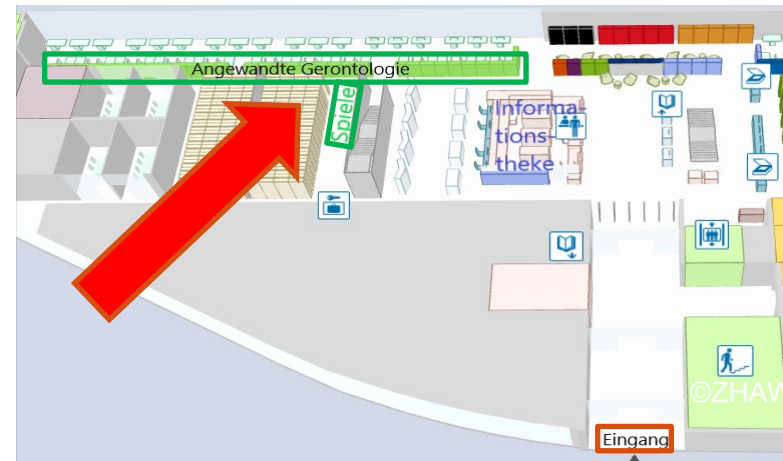 Angewandte Gerontologie
Spiele
Informa-
tions-
theke
©ZHAW
Eingang